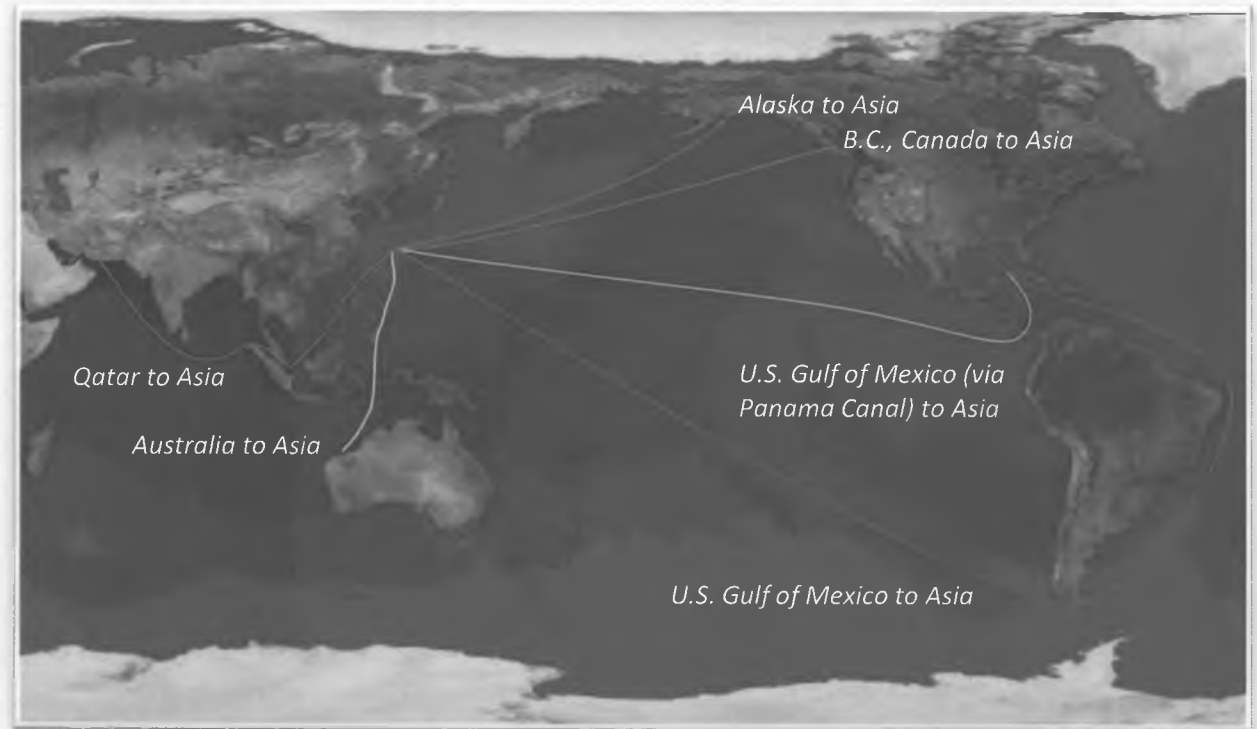 Alaska to Asia
B.C., Canada to Asia
Qatar to Asia
U.S. Gulf of Mexico (via
Panama Canal) to Asia
Australia to Asia
U.S. Gulf of Mexico to Asia